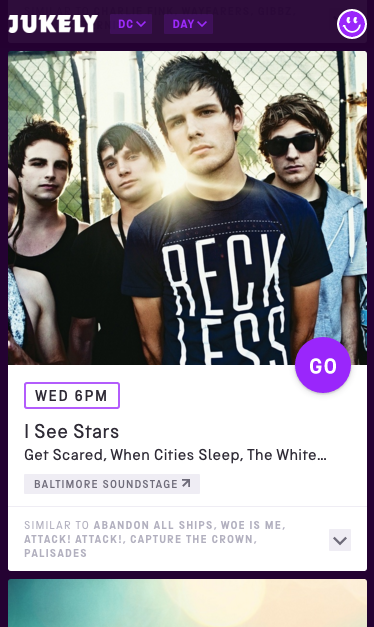 JUKELY
DC
DAY
RECK
LESS
GO
WED 6PM
I See Stars
Get Scared, When Cities Sleep, The White...
BALTIMORE SOUNDSTAGE
SIMILAR TO ABANDON ALL SHIPS, WOE IS ME,
ATTACK! ATTACK!, CAPTURE THE CROWN,
PALISADES